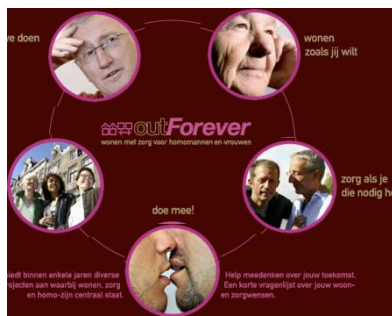 we doen
wonen
zoals jij wilt
outForever
wonen met zorg voor homomannen en-vrouwen
zorg als je
die nodig he
doe mee!
biedt binnen enkele jaren diverse
rojecten aan waarbij wonen, zorg
en homo-zijn centraal staat.
Help meedenken over jouw toekomst.
Een korte vragenlijst over jouw woon-
en zorgwensen.